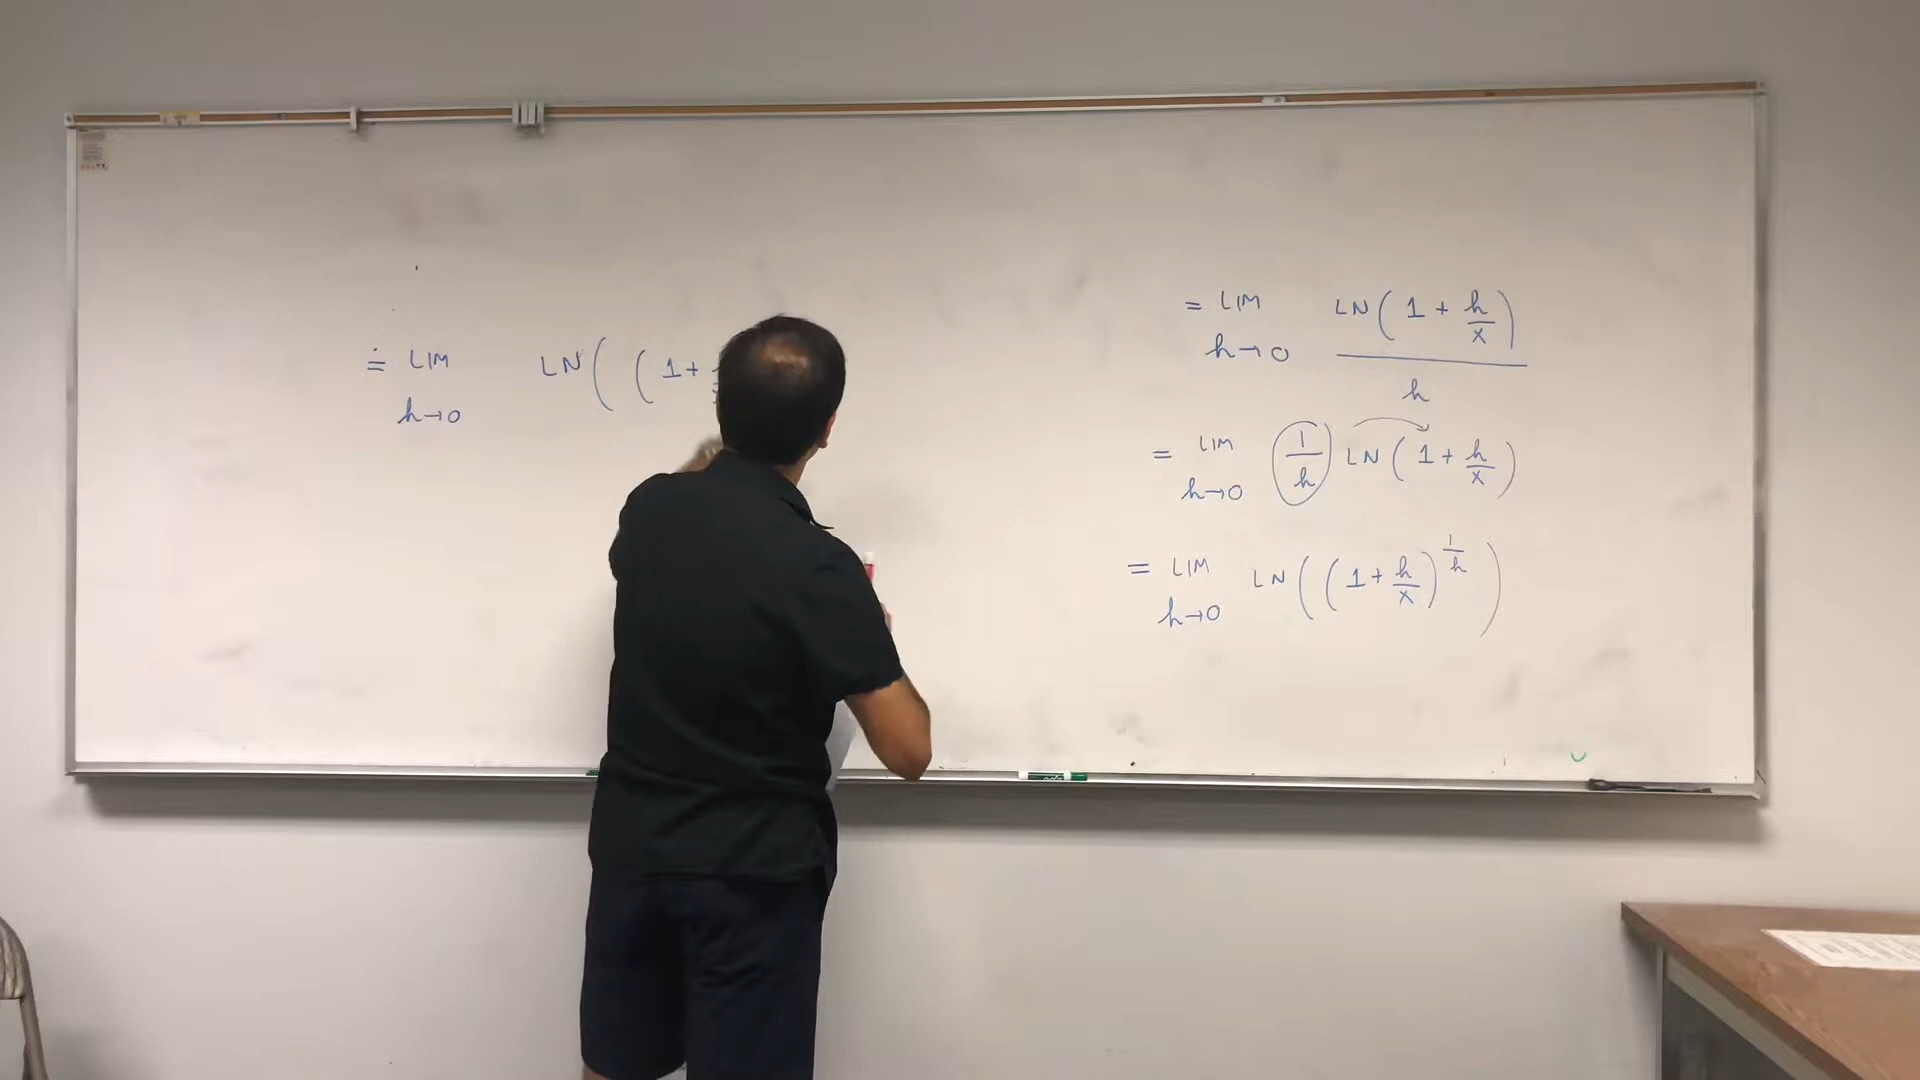 = LIM LN( ( 1+
h→0
= LIM LN( 1 + h/x )
h→0 h
= LIM 1/h LN( 1 + h/x )
h→0
= LIM LN( ( 1 + h/x )^1/h )
h→0